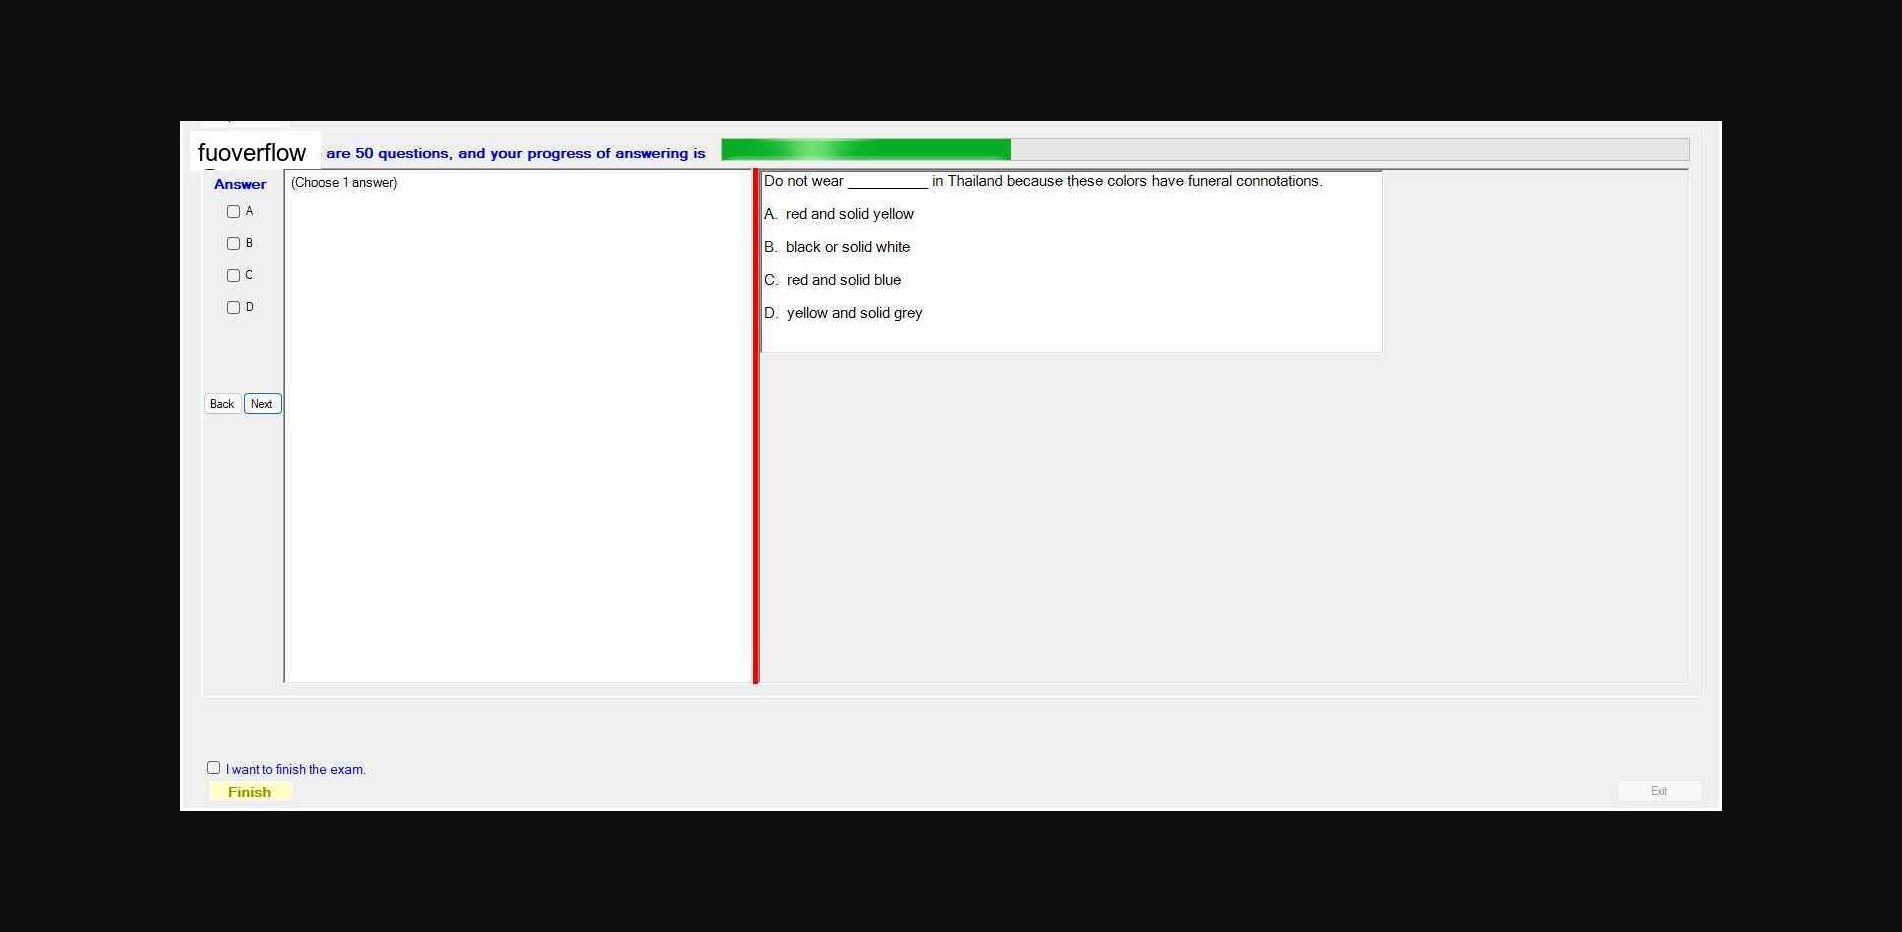 fuoverflow are 50 questions, and your progress of answering is
Answer
(Choose 1 answer)
A
B
C
D
Back Next
Do not wear __________ in Thailand because these colors have funeral connotations.
A. red and solid yellow
B. black or solid white
C. red and solid blue
D. yellow and solid grey
I want to finish the exam.
Finish
Exit